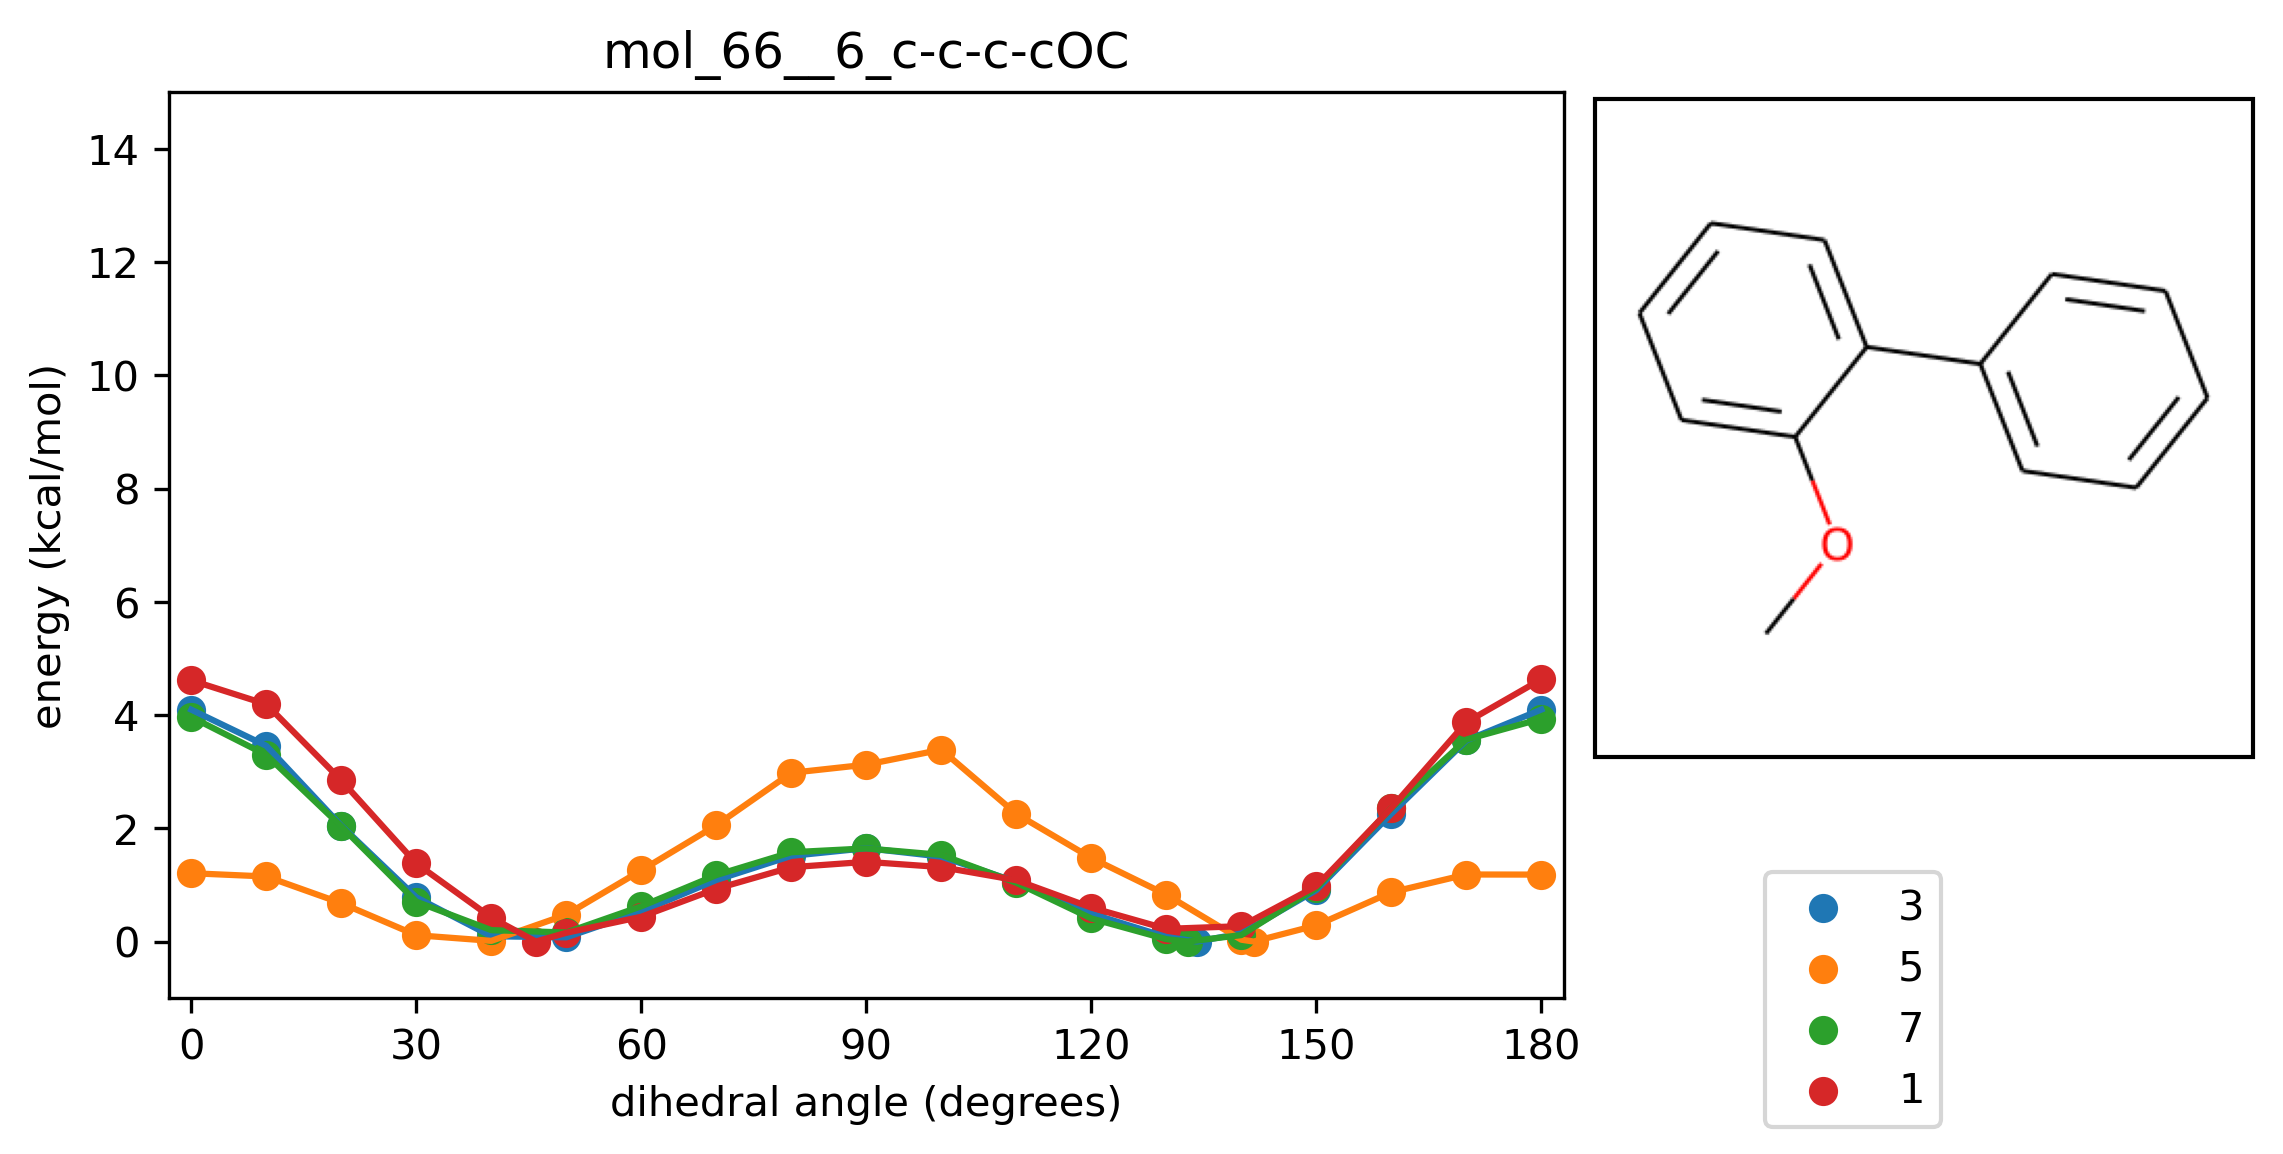 mol_66__6_c-c-c-cOC
energy (kcal/mol)
14
12
10
8
6
4
2
0
0 30 60 90 120 150 180
dihedral angle (degrees)
O
3
5
7
1